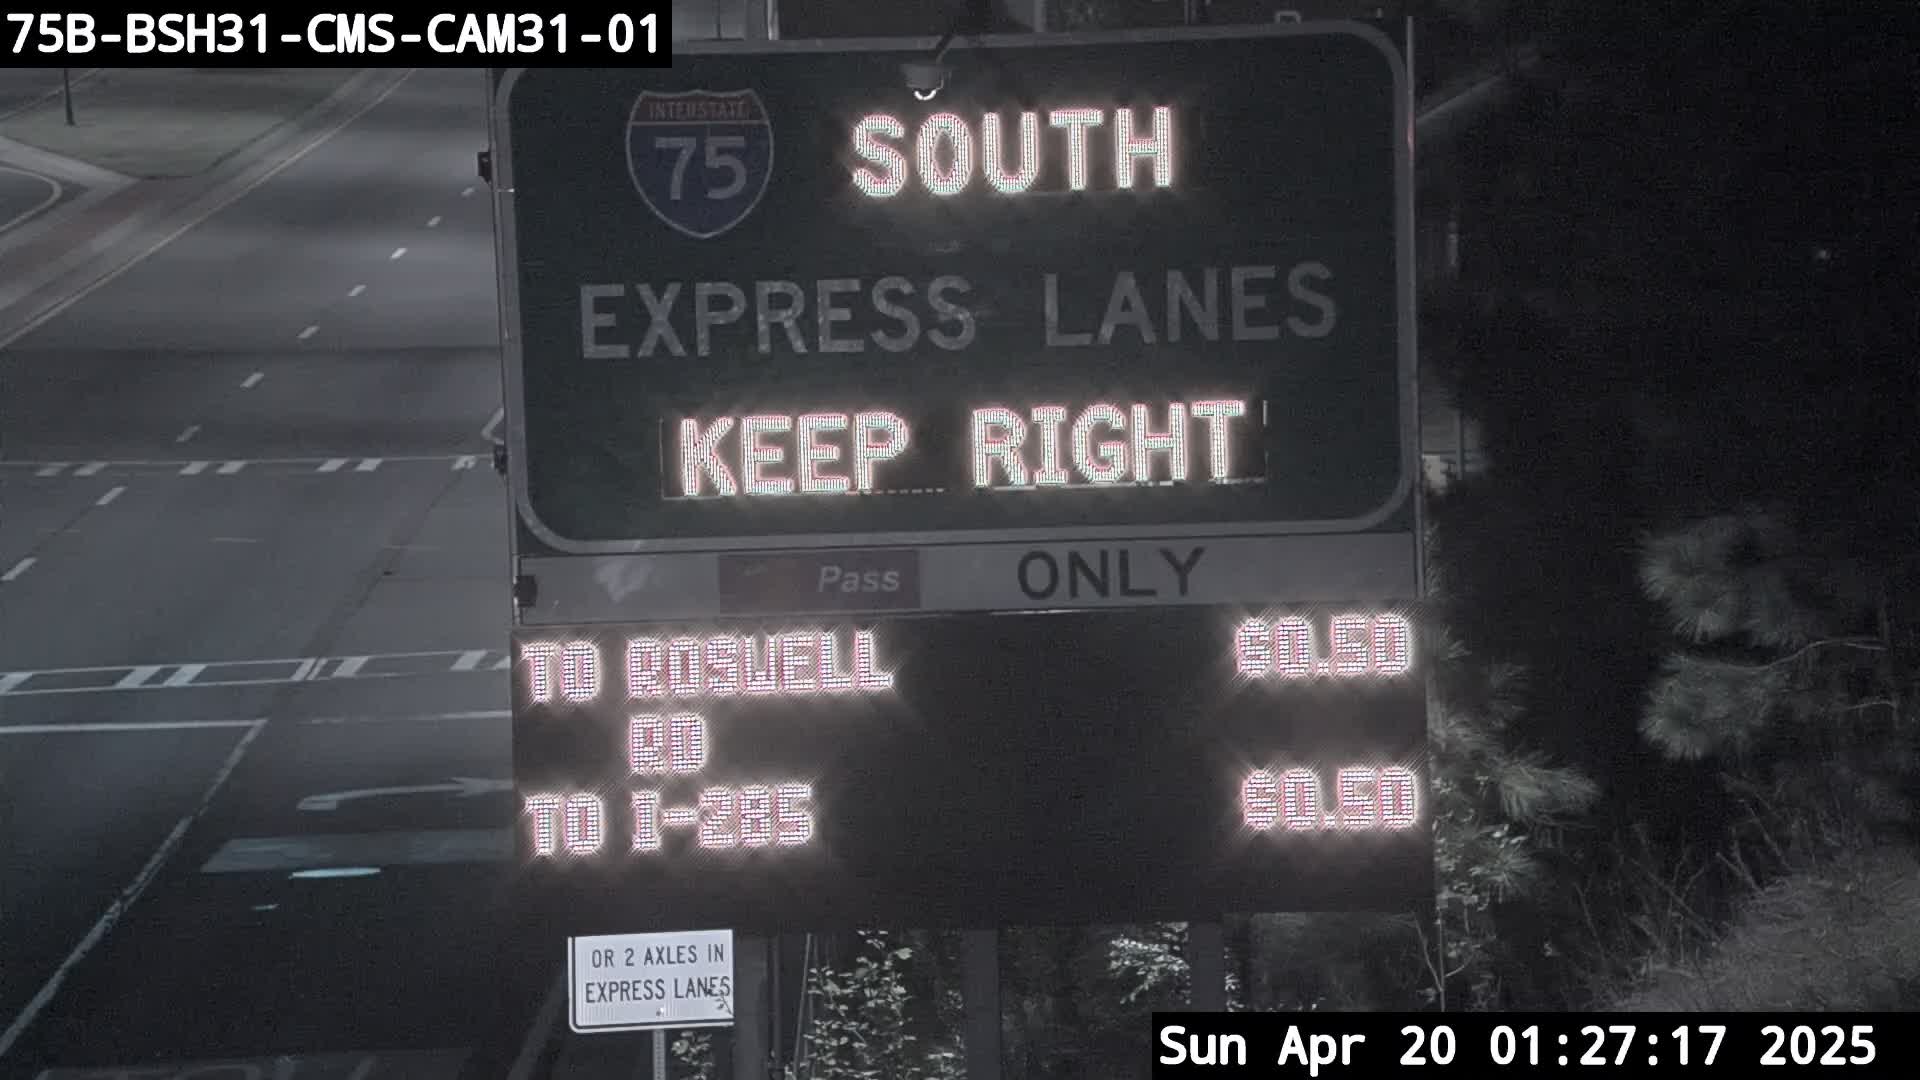 75B-BSH31-CMS-CAM31-01
INTERSTATE
75
SOUTH
EXPRESS LANES
KEEP RIGHT
Pass ONLY
TO ROSWELL $0.50
RD
TO I-285 $0.50
OR 2 AXLES IN
EXPRESS LANES
Sun Apr 20 01:27:17 2025